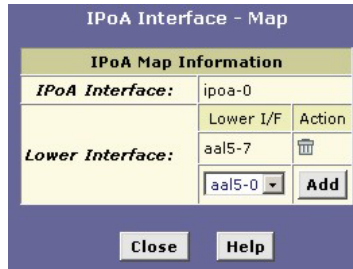 IPoA Interface - Map
IPoA Map Information
IPoA Interface: ipoa-0
Lower Interface:
Lower I/F Action
aal5-7
aal5-0 Add
Close Help